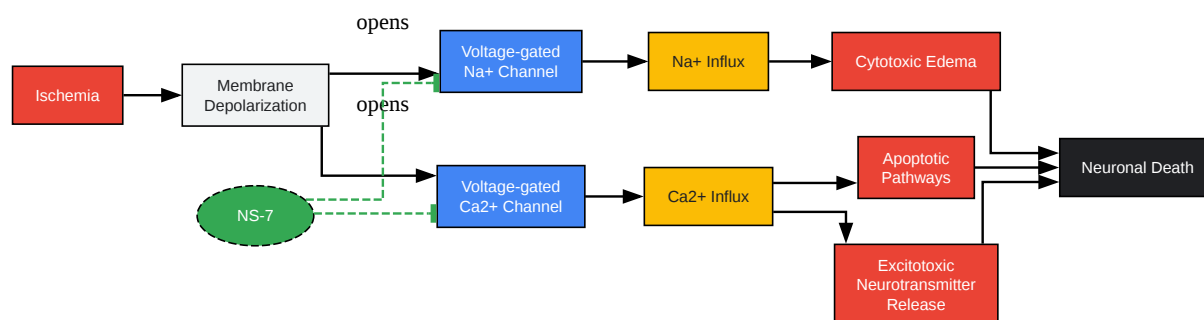 opens
Voltage-gated
Na+ Channel
Na+ Influx
Cytotoxic Edema
Ischemia
Membrane
Depolarization
opens
Apoptotic
Pathways
Neuronal Death
Voltage-gated
Ca2+ Channel
Ca2+ Influx
NS-7
Excitotoxic
Neurotransmitter
Release